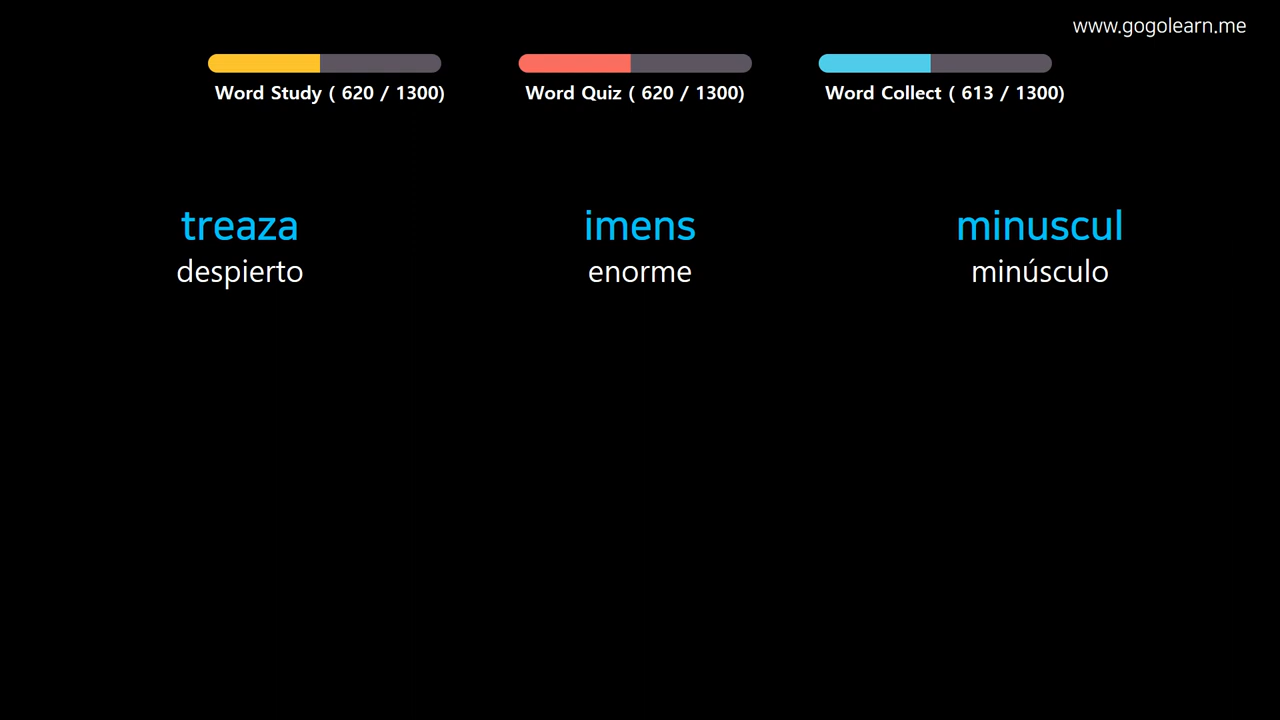 www.gogolearn.me
Word Study ( 620 / 1300)
Word Quiz ( 620 / 1300)
Word Collect ( 613 / 1300)
treaza
despierto
imens
enorme
minuscul
minúsculo